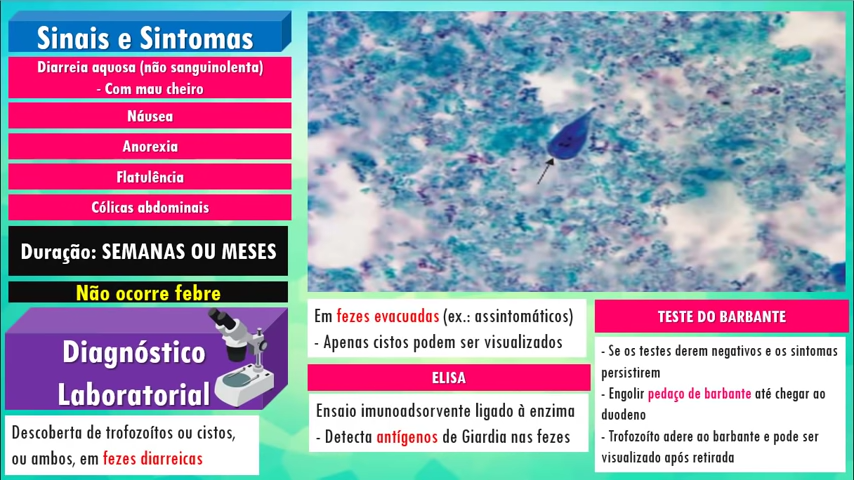 Sinais e Sintomas
Diarreia aquosa (não sanguinolenta)
- Com mau cheiro
Náusea
Anorexia
Flatulência
Cólicas abdominais
Duração: SEMANAS OU MESES
Não ocorre febre
Diagnóstico
Laboratorial
Descoberta de trofozoítos ou cistos,
ou ambos, em fezes diarreicas
Em fezes evacuadas (ex.: assintomáticos)
- Apenas cistos podem ser visualizados
ELISA
Ensaio imunoadsorvente ligado à enzima
- Detecta antígenos de Giardia nas fezes
TESTE DO BARBANTE
- Se os testes derem negativos e os sintomas
persistirem
- Engolir pedaço de barbante até chegar ao
duodeno
- Trofozoíto adere ao barbante e pode ser
visualizado após retirada